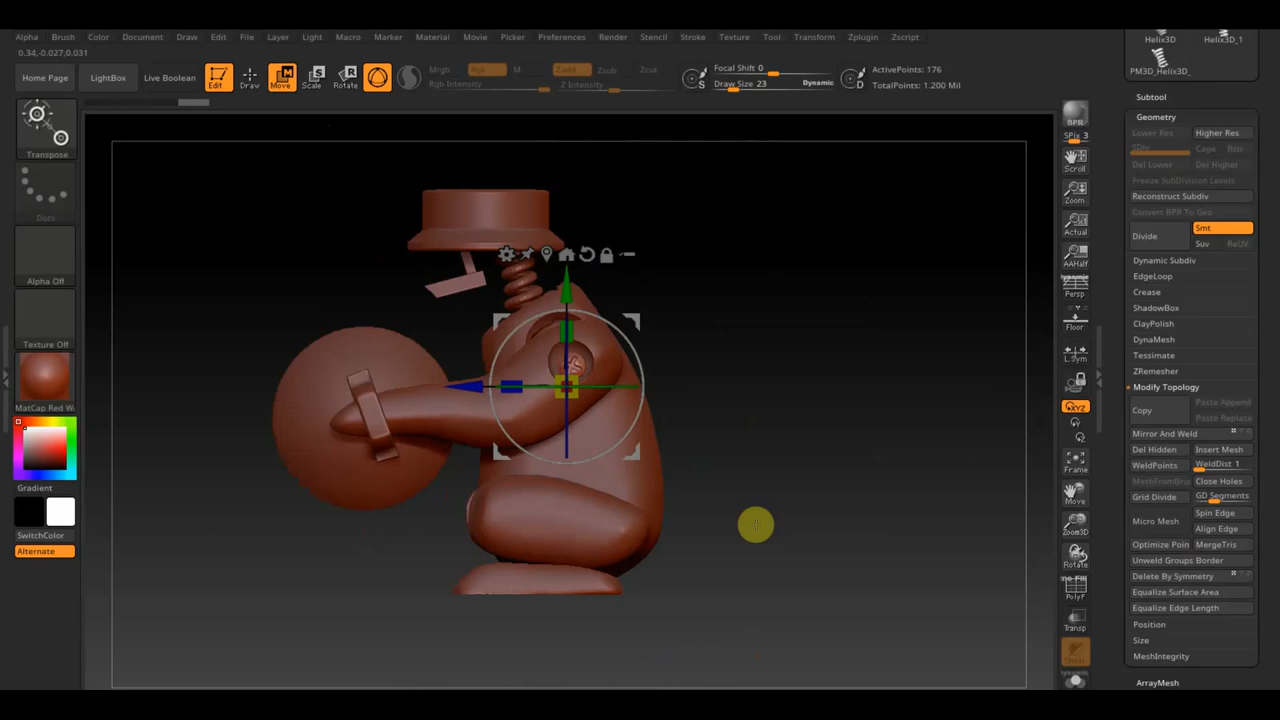 Alpha Brush Color Document Draw Edit File Layer Light Macro Marker Material Movie Picker Preferences Render Stencil Stroke Texture Tool Transform Zplugin Zscript
0.34,-0.027,0.031
Home Page LightBox Live Boolean Edit Draw Move Scale Rotate
Mrgb Rgb M Zadd Zsub Zcut
Rgb Intensity Z Intensity
Focal Shift 0
Draw Size 23 Dynamic
ActivePoints: 176
TotalPoints: 1.200 Mil
Transpose
Dots
Alpha Off
Texture Off
MatCap Red W
Gradient
SwitchColor
Alternate
BPR
SPix 3
Scroll
Zoom
Actual
AAHalf
Dynamic
Persp
Floor
L.Sym
XYZ
Frame
Move
Zoom3D
Rotate
PolyF
Transp
Dynamic
Helix3D Helix3D_1
PM3D_Helix3D_
Subtool
Geometry
Lower Res Higher Res
SDiv Cage Rstr
Del Lower Del Higher
Freeze SubDivision Levels
Reconstruct Subdiv
Convert BPR To Geo
Divide Smt
Suv ReUV
Dynamic Subdiv
EdgeLoop
Crease
ShadowBox
ClayPolish
DynaMesh
Tessimate
ZRemesher
Modify Topology
Copy Paste Append
Paste Replace
Mirror And Weld
Del Hidden Insert Mesh
WeldPoints WeldDist 1
MeshFromBru Close Holes
Grid Divide GD Segments
Micro Mesh Spin Edge
Align Edge
Optimize Poin MergeTris
Unweld Groups Border
Delete By Symmetry
Equalize Surface Area
Equalize Edge Length
Position
Size
MeshIntegrity
ArrayMesh